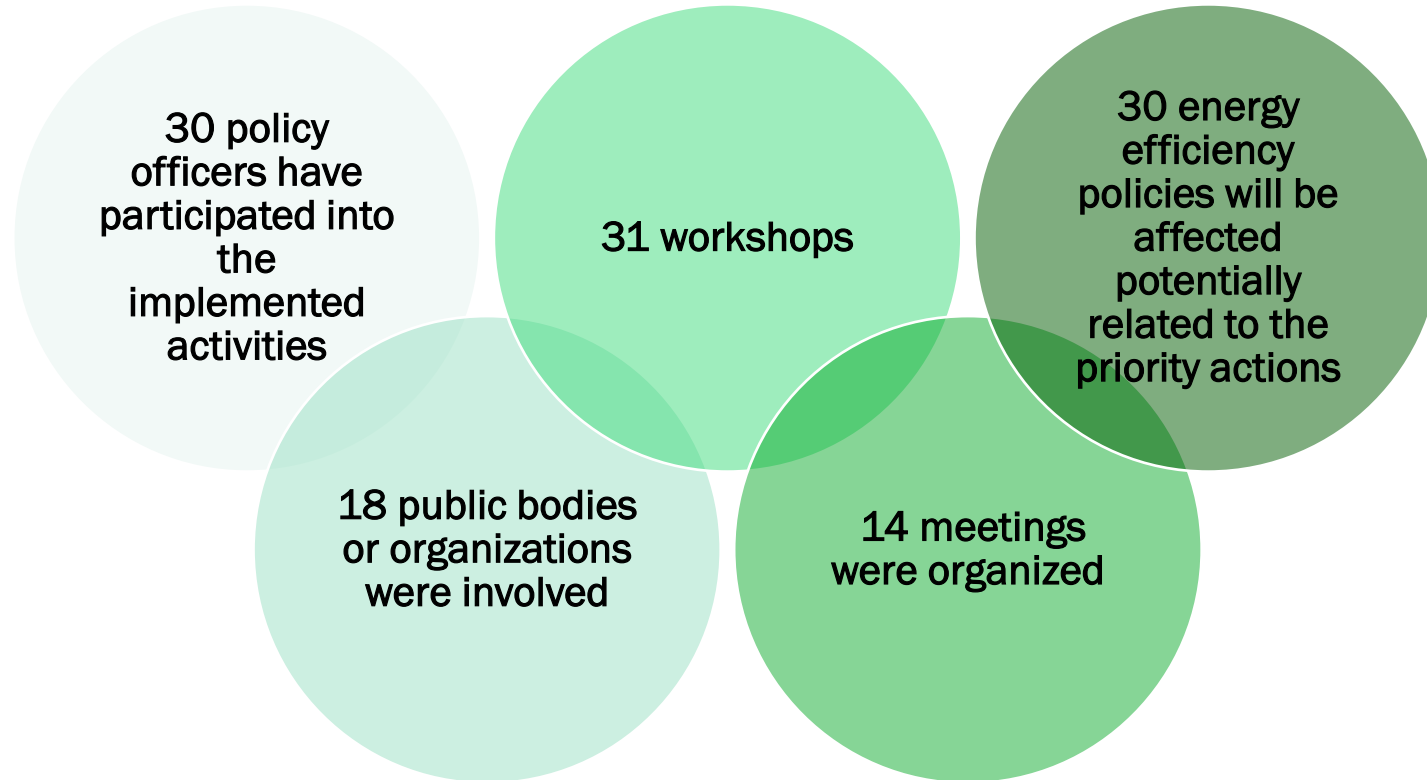 30 policy
officers have
participated into
the
implemented
activities
18 public bodies
or organizations
were involved
31 workshops
14 meetings
were organized
30 energy
efficiency
policies will be
affected
potentially
related to the
priority actions